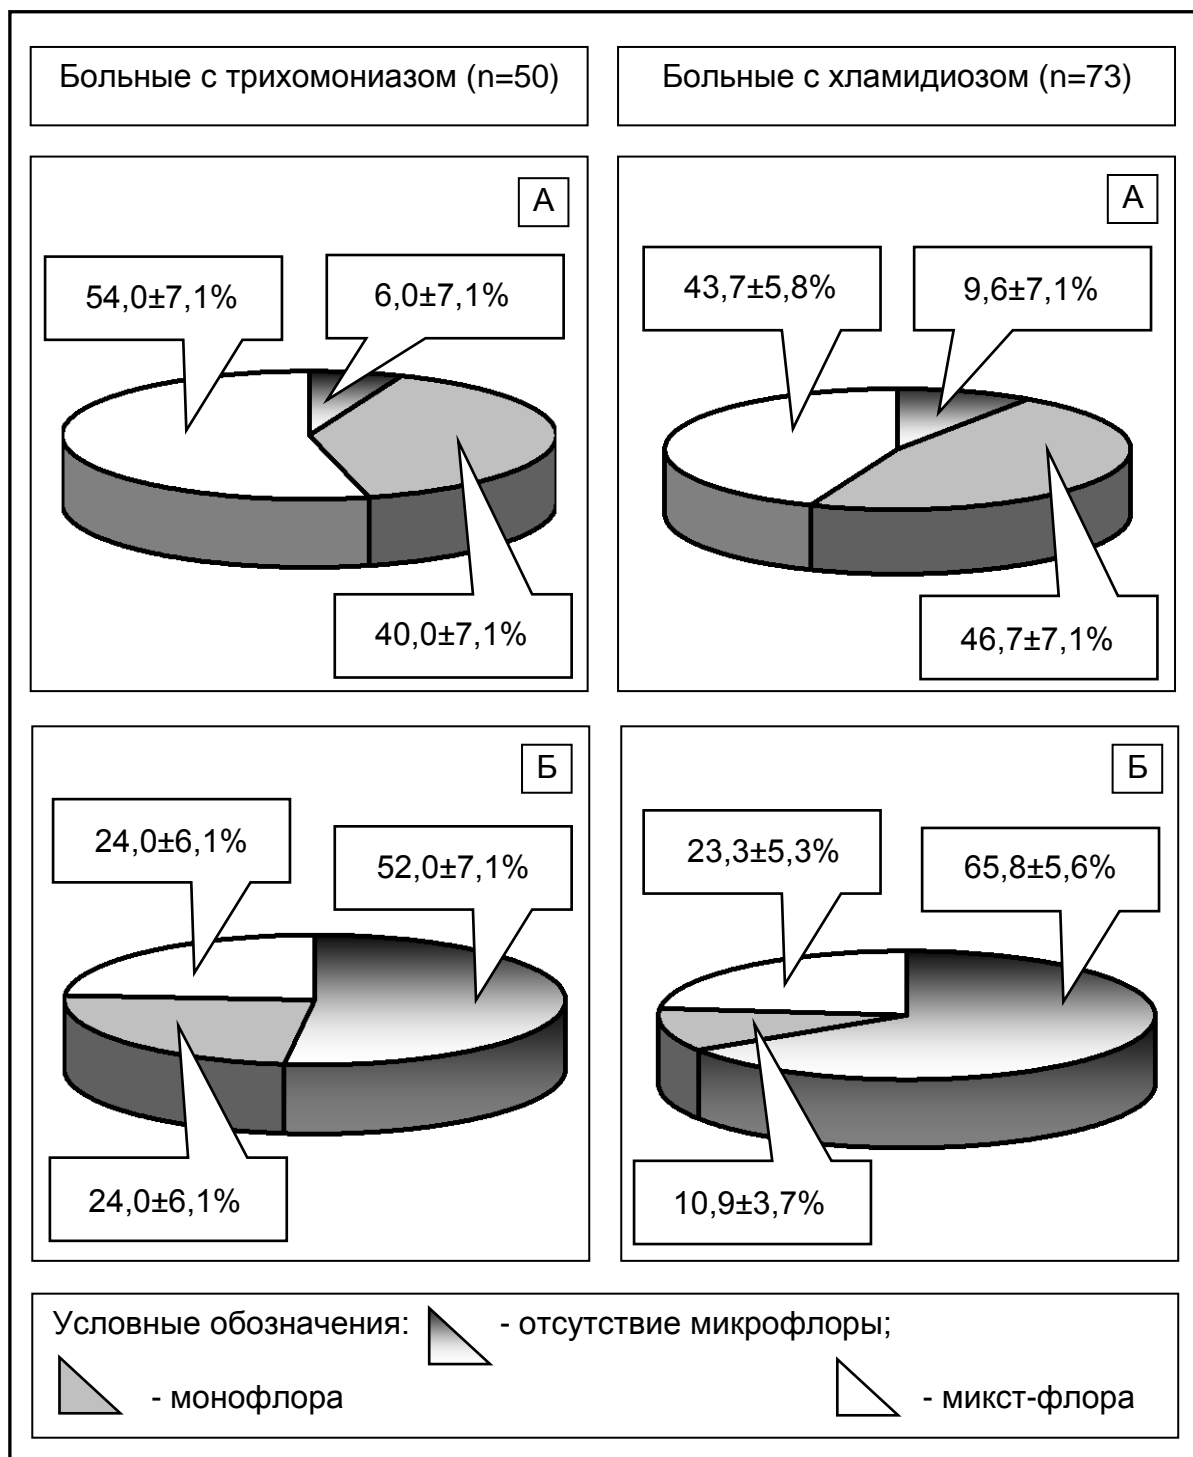 Больные с трихомониазом (n=50)
Больные с хламидиозом (n=73)
А
54,0±7,1%
6,0±7,1%
40,0±7,1%
А
43,7±5,8%
9,6±7,1%
46,7±7,1%
Б
24,0±6,1%
52,0±7,1%
24,0±6,1%
Б
23,3±5,3%
65,8±5,6%
10,9±3,7%
Условные обозначения: - отсутствие микрофлоры;
- монофлора - микст-флора